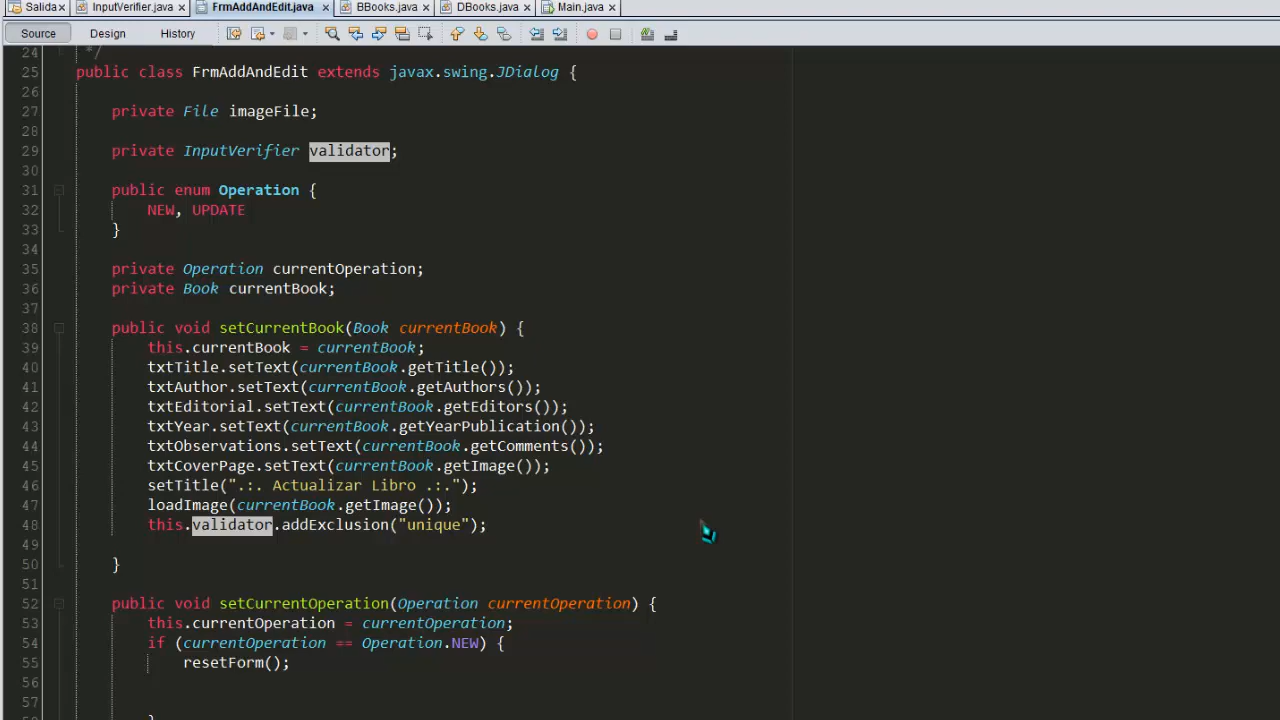 Salida InputVerifier.java FrmAddAndEdit.java BBooks.java DBooks.java Main.java
Source Design History
24 */
25 public class FrmAddAndEdit extends javax.swing.JDialog {
26
27 private File imageFile;
28
29 private InputVerifier validator;
30
31 public enum Operation {
32 NEW, UPDATE
33 }
34
35 private Operation currentOperation;
36 private Book currentBook;
37
38 public void setCurrentBook(Book currentBook) {
39 this.currentBook = currentBook;
40 txtTitle.setText(currentBook.getTitle());
41 txtAuthor.setText(currentBook.getAuthors());
42 txtEditorial.setText(currentBook.getEditors());
43 txtYear.setText(currentBook.getYearPublication());
44 txtObservations.setText(currentBook.getComments());
45 txtCoverPage.setText(currentBook.getImage());
46 setTitle(".:. Actualizar Libro .:.");
47 loadImage(currentBook.getImage());
48 this.validator.addExclusion("unique");
49
50 }
51
52 public void setCurrentOperation(Operation currentOperation) {
53 this.currentOperation = currentOperation;
54 if (currentOperation == Operation.NEW) {
55 resetForm();
56
57